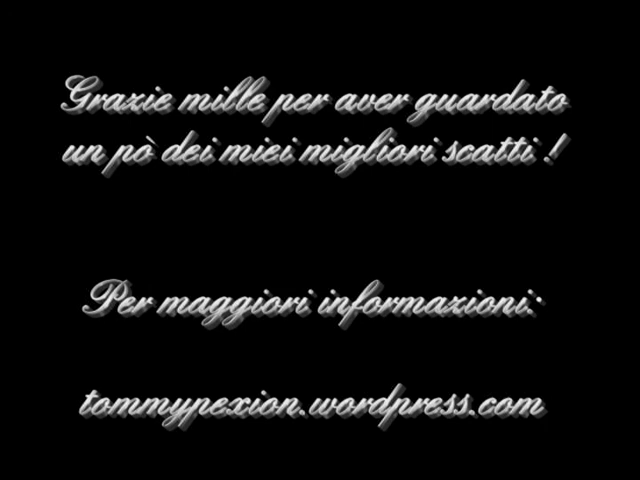 Grazie mille per aver guardato
un pò dei miei migliori scatti !
Per maggiori informazioni:
tommypexion.wordpress.com